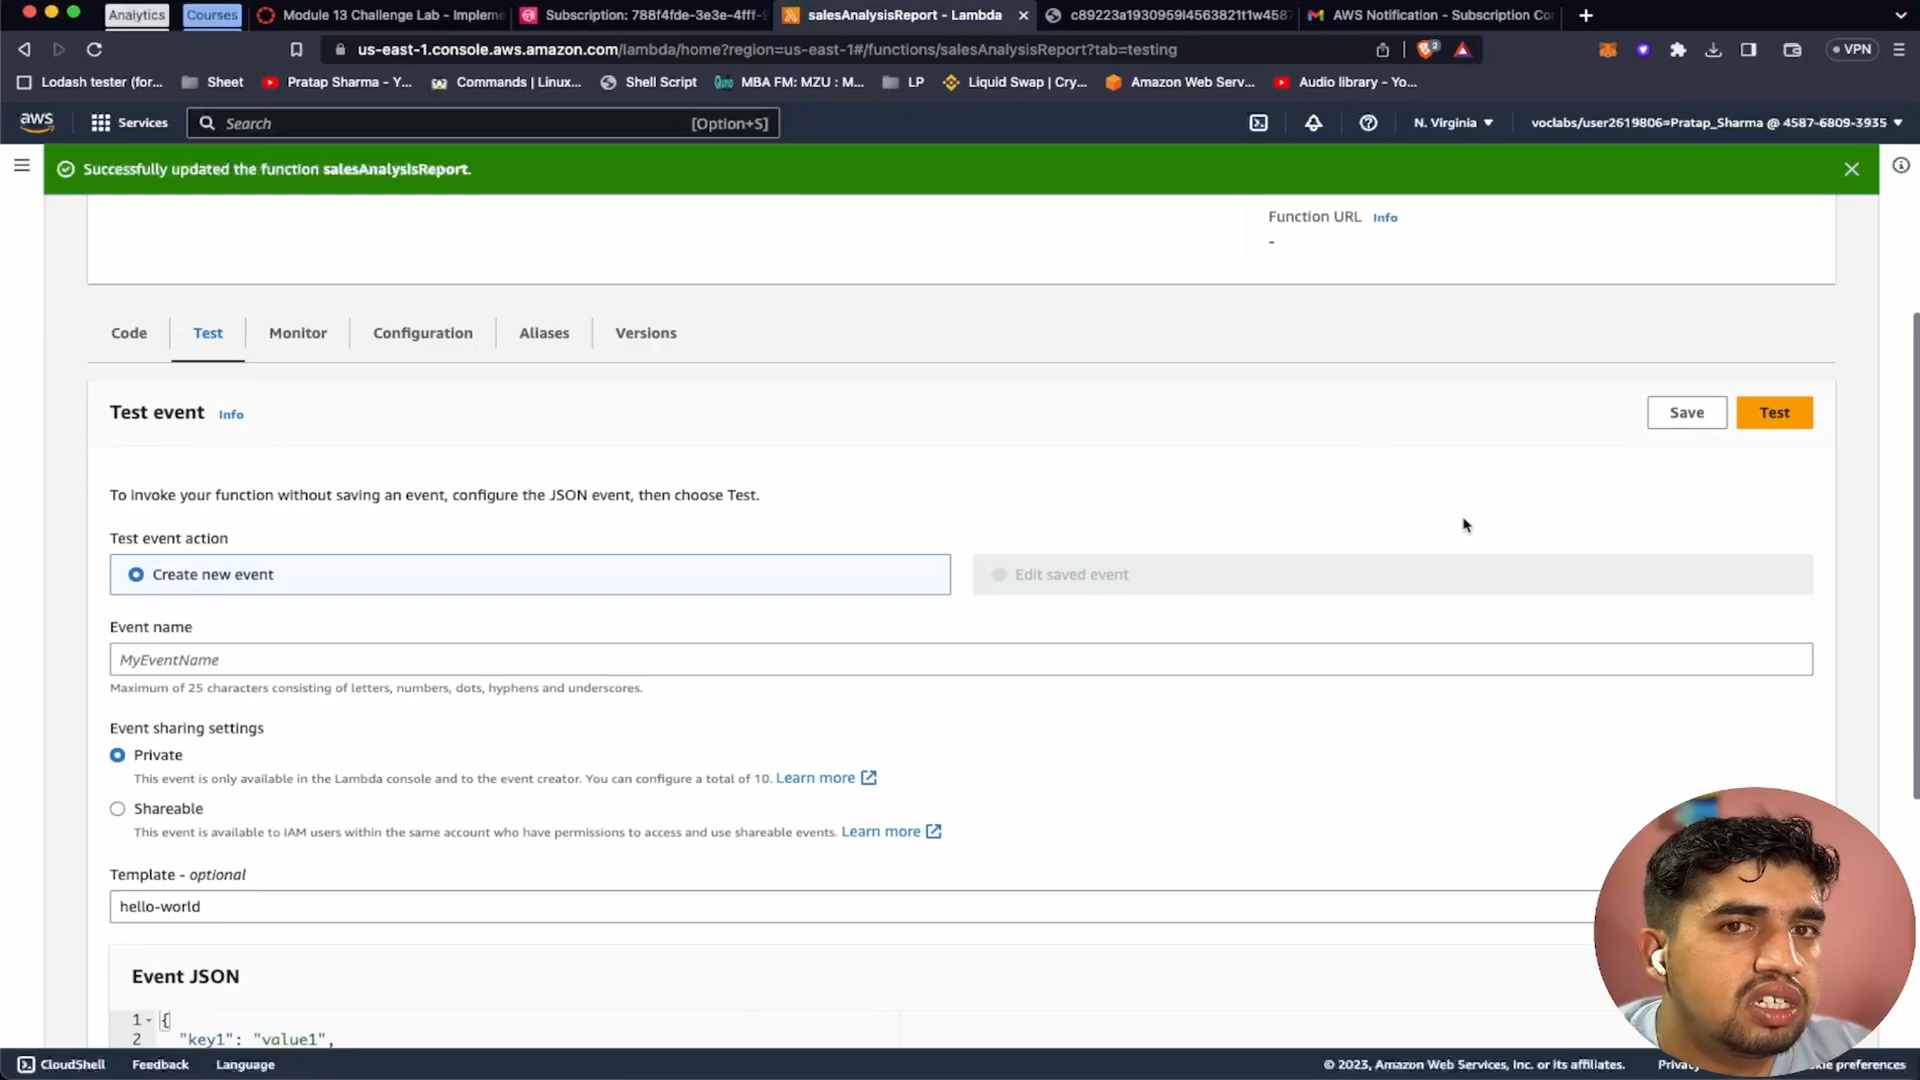 Analytics
Courses
Module 13 Challenge Lab - Impleme
Subscription: 788f4fde-3e3e-4fff-
salesAnalysisReport - Lambda
c89223a1930959l4563821t1w4587
AWS Notification - Subscription Co
us-east-1.console.aws.amazon.com/lambda/home?region=us-east-1#/functions/salesAnalysisReport?tab=testing
2
VPN
Lodash tester (for...
Sheet
Pratap Sharma - Y...
Commands | Linux...
Shell Script
MBA FM: MZU : M...
LP
Liquid Swap | Cry...
Amazon Web Serv...
Audio library - Yo...
aws
Services
Search
[Option+S]
N. Virginia
voclabs/user2619806=Pratap_Sharma @ 4587-6809-3935
Successfully updated the function salesAnalysisReport.
Function URL Info
-
Code
Test
Monitor
Configuration
Aliases
Versions
Test event Info
Save
Test
To invoke your function without saving an event, configure the JSON event, then choose Test.
Test event action
Create new event
Edit saved event
Event name
MyEventName
Maximum of 25 characters consisting of letters, numbers, dots, hyphens and underscores.
Event sharing settings
Private
This event is only available in the Lambda console and to the event creator. You can configure a total of 10. Learn more
Shareable
This event is available to IAM users within the same account who have permissions to access and use shareable events. Learn more
Template - optional
hello-world
Event JSON
1 {
2 "key1": "value1",
CloudShell
Feedback
Language
© 2023, Amazon Web Services, Inc. or its affiliates.
preferences